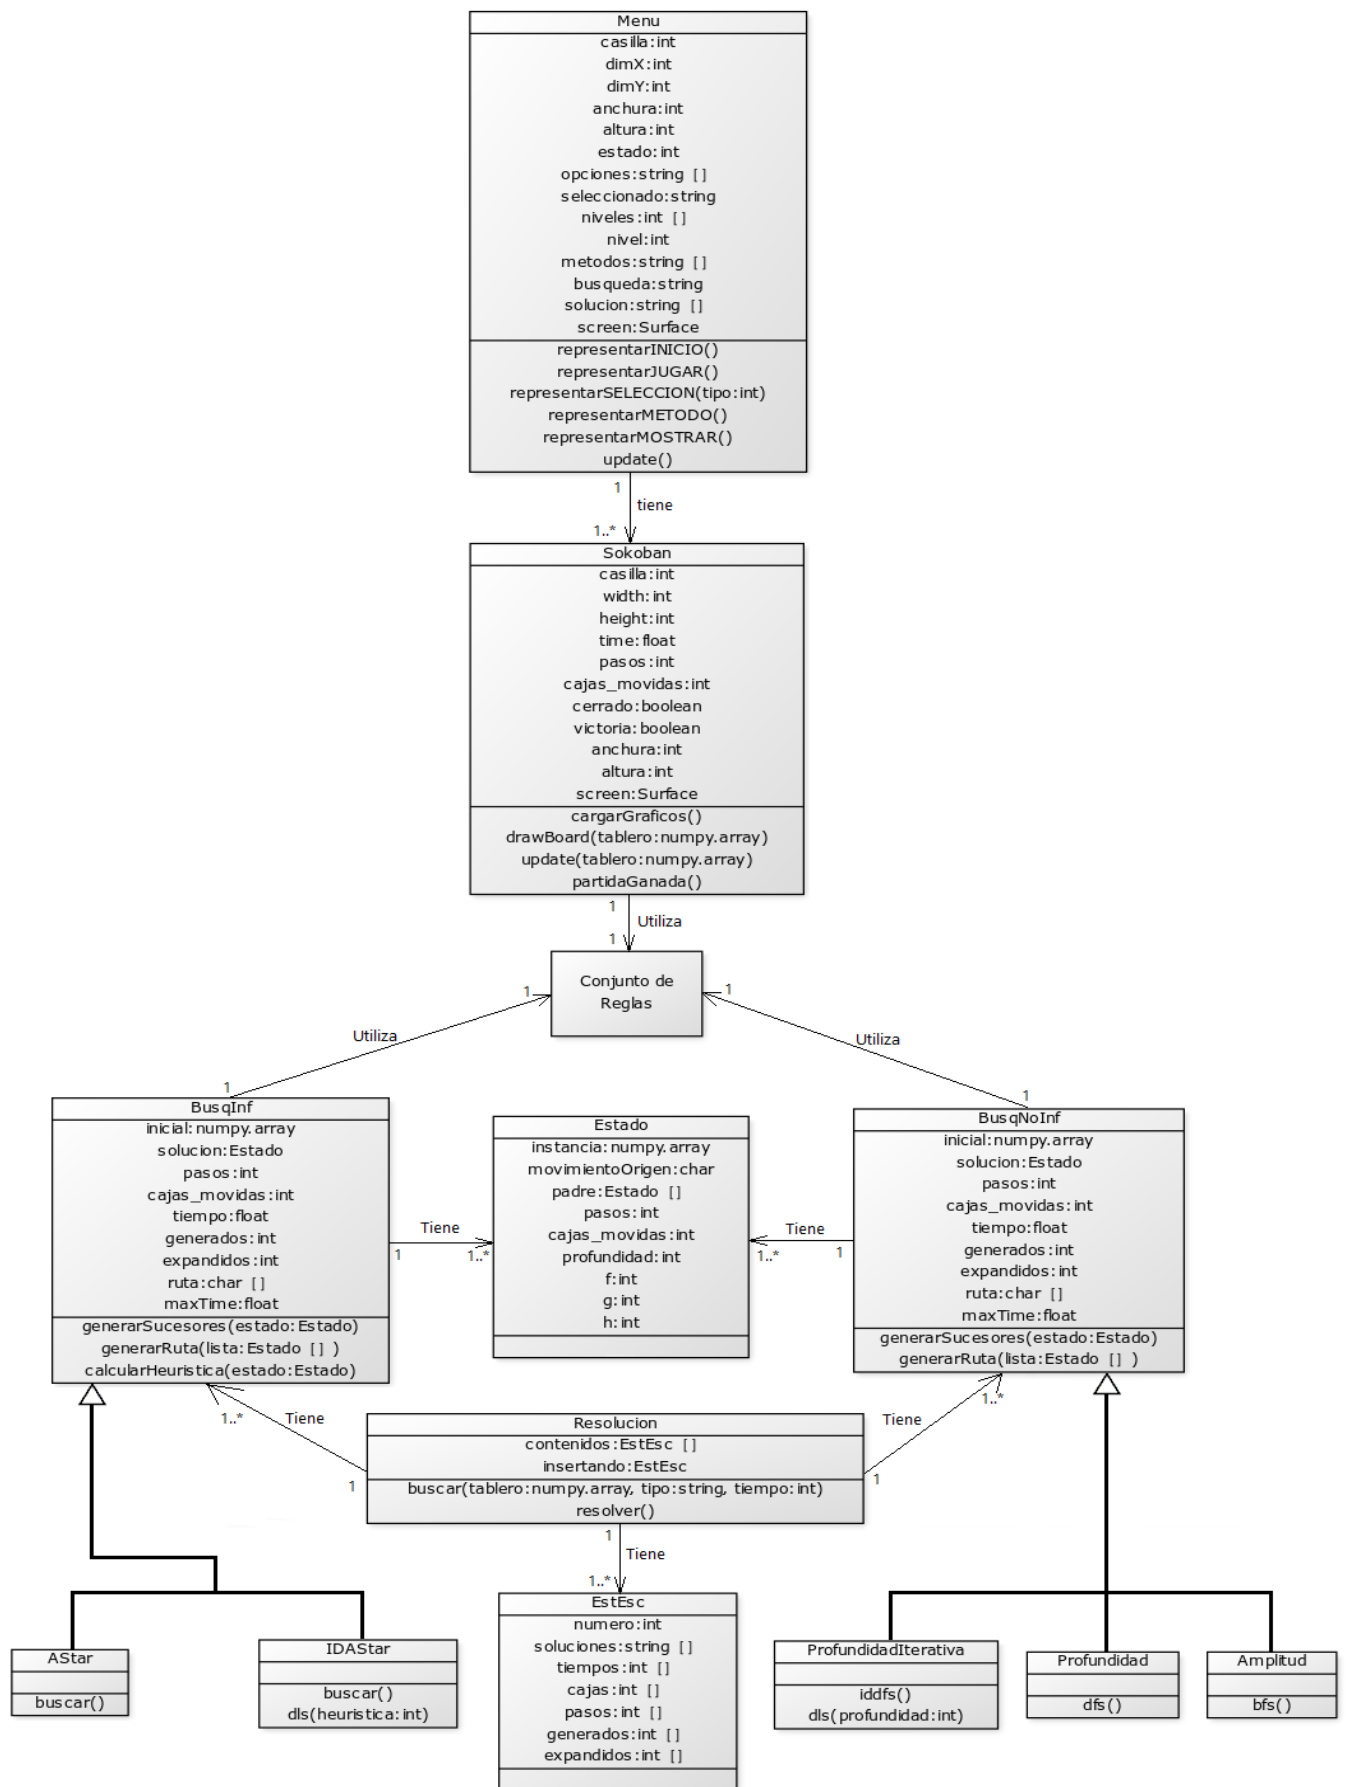 Menu
casilla:int
dimX:int
dimY:int
anchura:int
altura:int
estado:int
opciones:string []
seleccionado:string
niveles:int []
nivel:int
metodos:string []
busqueda:string
solucion:string []
screen:Surface
representarINICIO()
representarJUGAR()
representarSELECCION(tipo:int)
representarMETODO()
representarMOSTRAR()
update()
1
tiene
1..*
Sokoban
casilla:int
width:int
height:int
time:float
pasos:int
cajas_movidas:int
cerrado:boolean
victoria:boolean
anchura:int
altura:int
screen:Surface
cargarGraficos()
drawBoard(tablero:numpy.array)
update(tablero:numpy.array)
partidaGanada()
1
Utiliza
1
Conjunto de
Reglas
1
Utiliza
1
1
Utiliza
1
BusqInf
inicial:numpy.array
solucion:Estado
pasos:int
cajas_movidas:int
tiempo:float
generados:int
expandidos:int
ruta:char []
maxTime:float
generarSucesores(estado:Estado)
generarRuta(lista:Estado [] )
calcularHeuristica(estado:Estado)
Tiene
1
1..*
Estado
instancia:numpy.array
movimientoOrigen:char
padre:Estado []
pasos:int
cajas_movidas:int
profundidad:int
f:int
g:int
h:int
Tiene
1..*
1
BusqNoInf
inicial:numpy.array
solucion:Estado
pasos:int
cajas_movidas:int
tiempo:float
generados:int
expandidos:int
ruta:char []
maxTime:float
generarSucesores(estado:Estado)
generarRuta(lista:Estado [] )
1..*
Tiene
1
Tiene
1..*
1
Resolucion
contenidos:EstEsc []
insertando:EstEsc
buscar(tablero:numpy.array, tipo:string, tiempo:int)
resolver()
1
Tiene
1..*
EstEsc
numero:int
soluciones:string []
tiempos:int []
cajas:int []
pasos:int []
generados:int []
expandidos:int []
AStar
buscar()
IDAStar
buscar()
dls(heuristica:int)
ProfundidadIterativa
iddfs()
dls(profundidad:int)
Profundidad
dfs()
Amplitud
bfs()